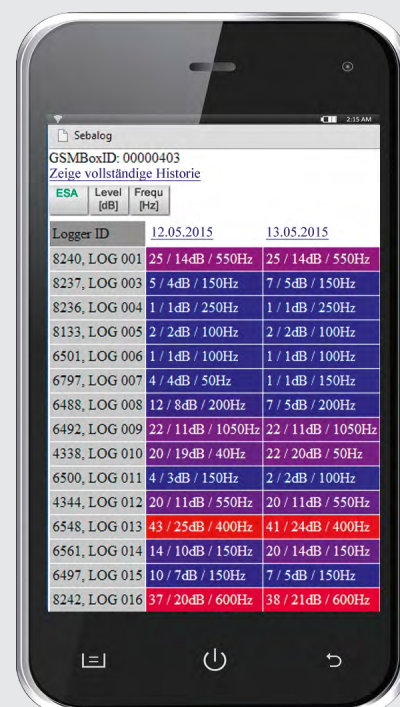 2:15 AM
Sebalog
GSMBoxID: 00000403
Zeige vollständige Historie
ESA Level [dB] Frequ [Hz]
Logger ID 12.05.2015 13.05.2015
8240, LOG 001 25 / 14dB / 550Hz 25 / 14dB / 550Hz
8237, LOG 003 5 / 4dB / 150Hz 7 / 5dB / 150Hz
8236, LOG 004 1 / 1dB / 250Hz 1 / 1dB / 250Hz
8133, LOG 005 2 / 2dB / 100Hz 2 / 2dB / 100Hz
6501, LOG 006 1 / 1dB / 100Hz 1 / 1dB / 100Hz
6797, LOG 007 4 / 4dB / 50Hz 1 / 1dB / 150Hz
6488, LOG 008 12 / 8dB / 200Hz 7 / 5dB / 200Hz
6492, LOG 009 22 / 11dB / 1050Hz 22 / 11dB / 1050Hz
4338, LOG 010 20 / 19dB / 40Hz 22 / 20dB / 50Hz
6500, LOG 011 4 / 3dB / 150Hz 2 / 2dB / 100Hz
4344, LOG 012 20 / 11dB / 550Hz 20 / 11dB / 550Hz
6548, LOG 013 43 / 25dB / 400Hz 41 / 24dB / 400Hz
6561, LOG 014 14 / 10dB / 150Hz 20 / 14dB / 150Hz
6497, LOG 015 10 / 7dB / 150Hz 7 / 5dB / 150Hz
8242, LOG 016 37 / 20dB / 600Hz 38 / 21dB / 600Hz